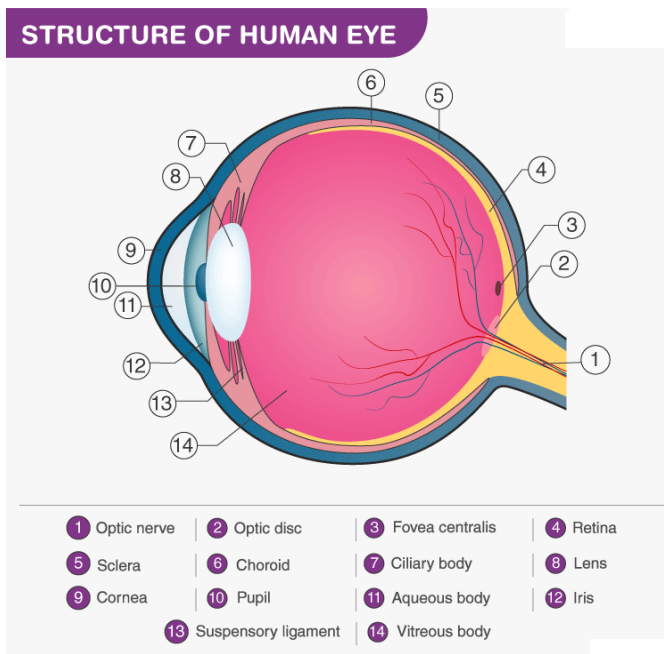 STRUCTURE OF HUMAN EYE
6
5
7
4
8
3
9
2
10
11
1
12
13
14
1 Optic nerve 2 Optic disc 3 Fovea centralis 4 Retina
5 Sclera 6 Choroid 7 Ciliary body 8 Lens
9 Cornea 10 Pupil 11 Aqueous body 12 Iris
13 Suspensory ligament 14 Vitreous body